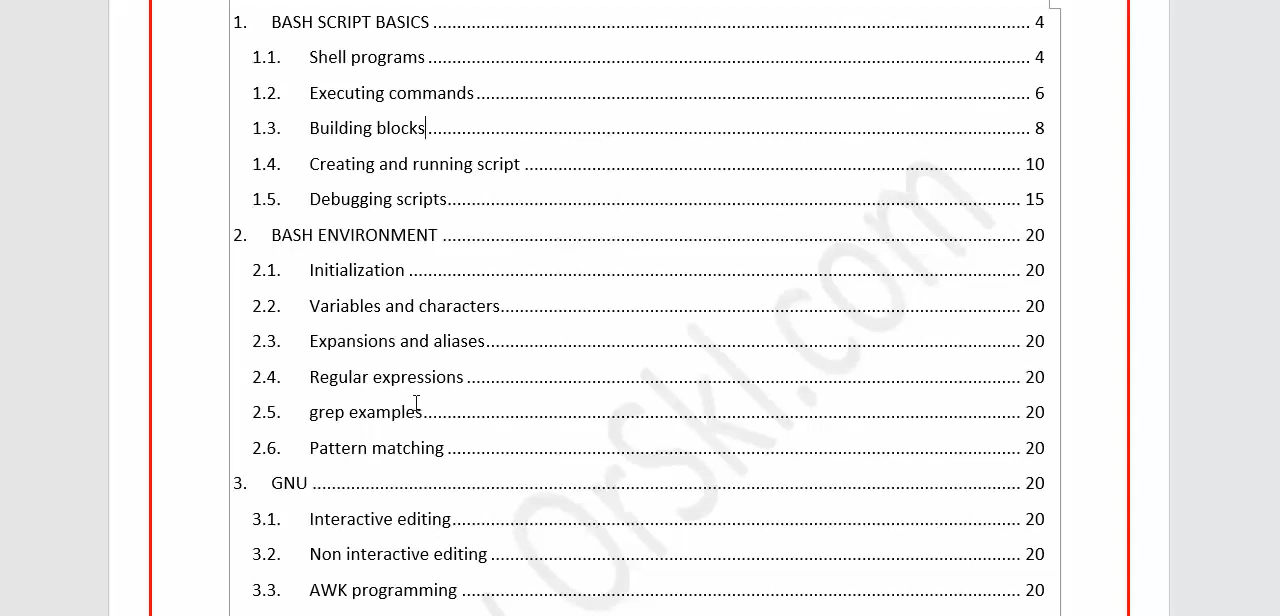 1. BASH SCRIPT BASICS ........ 4
1.1. Shell programs ........ 4
1.2. Executing commands ........ 6
1.3. Building blocks ........ 8
1.4. Creating and running script ........ 10
1.5. Debugging scripts ........ 15
2. BASH ENVIRONMENT ........ 20
2.1. Initialization ........ 20
2.2. Variables and characters ........ 20
2.3. Expansions and aliases ........ 20
2.4. Regular expressions ........ 20
2.5. grep examples ........ 20
2.6. Pattern matching ........ 20
3. GNU ........ 20
3.1. Interactive editing ........ 20
3.2. Non interactive editing ........ 20
3.3. AWK programming ........ 20
OrSkl.com